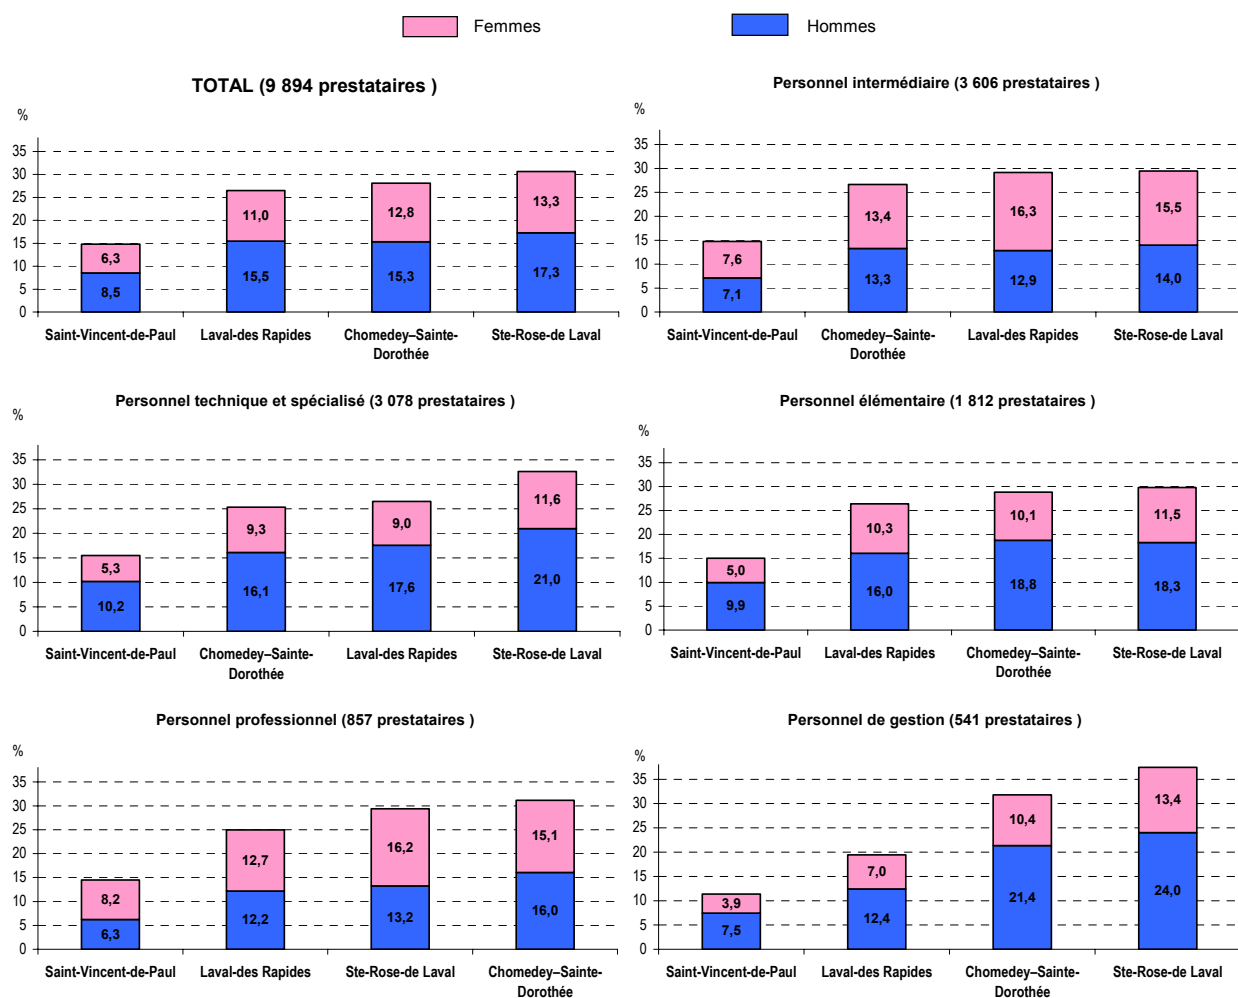 Femmes
Hommes
TOTAL (9 894 prestataires )
%
35
30
25
20
15
10
5
0
6,3
8,5
11,0
15,5
12,8
15,3
13,3
17,3
Saint-Vincent-de-Paul
Laval-des Rapides
Chomedey–Sainte-
Dorothée
Ste-Rose-de Laval
Personnel intermédiaire (3 606 prestataires )
%
35
30
25
20
15
10
5
0
7,6
7,1
13,4
13,3
16,3
12,9
15,5
14,0
Saint-Vincent-de-Paul
Chomedey–Sainte-
Dorothée
Laval-des Rapides
Ste-Rose-de Laval
Personnel technique et spécialisé (3 078 prestataires )
%
35
30
25
20
15
10
5
0
5,3
10,2
9,3
16,1
9,0
17,6
11,6
21,0
Saint-Vincent-de-Paul
Chomedey–Sainte-
Dorothée
Laval-des Rapides
Ste-Rose-de Laval
Personnel élémentaire (1 812 prestataires )
%
35
30
25
20
15
10
5
0
5,0
9,9
10,3
16,0
10,1
18,8
11,5
18,3
Saint-Vincent-de-Paul
Laval-des Rapides
Chomedey–Sainte-
Dorothée
Ste-Rose-de Laval
Personnel professionnel (857 prestataires )
%
35
30
25
20
15
10
5
0
8,2
6,3
12,7
12,2
16,2
13,2
15,1
16,0
Saint-Vincent-de-Paul
Laval-des Rapides
Ste-Rose-de Laval
Chomedey–Sainte-
Dorothée
Personnel de gestion (541 prestataires )
%
35
30
25
20
15
10
5
0
3,9
7,5
7,0
12,4
10,4
21,4
13,4
24,0
Saint-Vincent-de-Paul
Laval-des Rapides
Chomedey–Sainte-
Dorothée
Ste-Rose-de Laval